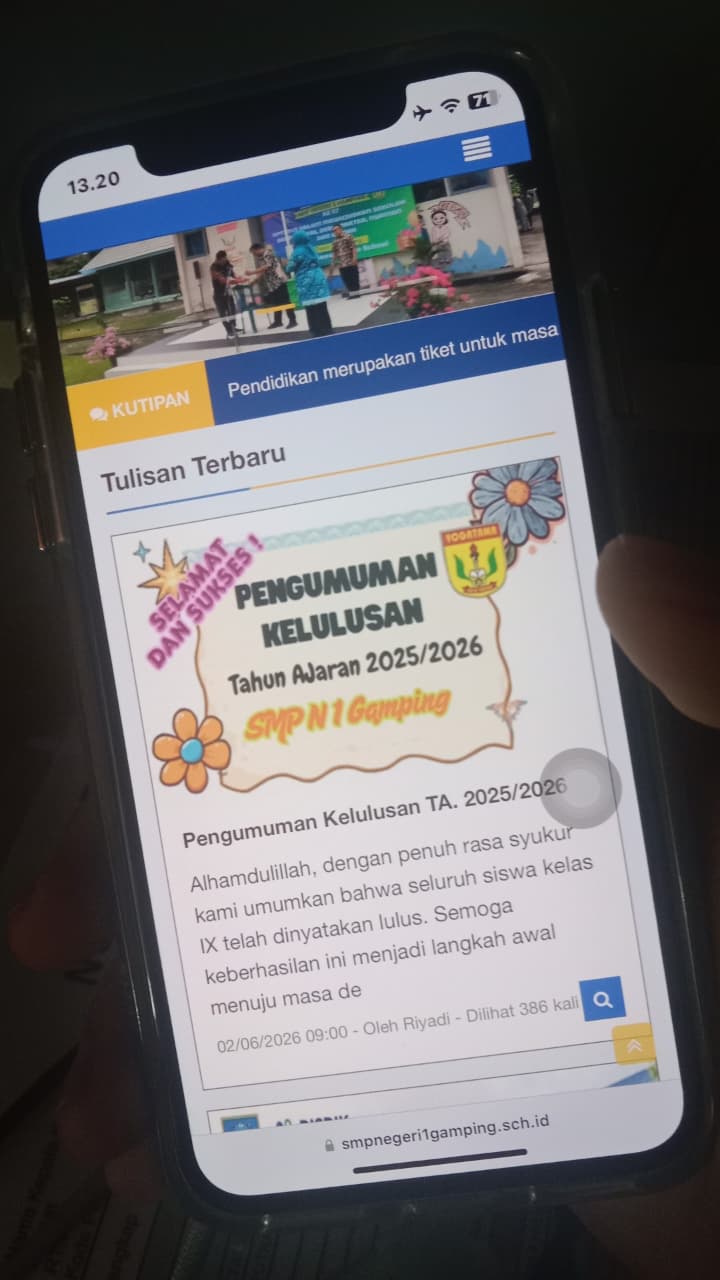 13.20
71
KUTIPAN
Pendidikan merupakan tiket untuk masa
Tulisan Terbaru
SELAMAT
DAN SUKSES !
PENGUMUMAN
KELULUSAN
Tahun AJaran 2025/2026
SMP N 1 Gamping
YOGATAMA
Pengumuman Kelulusan TA. 2025/2026
Alhamdulillah, dengan penuh rasa syukur
kami umumkan bahwa seluruh siswa kelas
IX telah dinyatakan lulus. Semoga
keberhasilan ini menjadi langkah awal
menuju masa de
02/06/2026 09:00 - Oleh Riyadi - Dilihat 386 kali
smpnegeri1gamping.sch.id